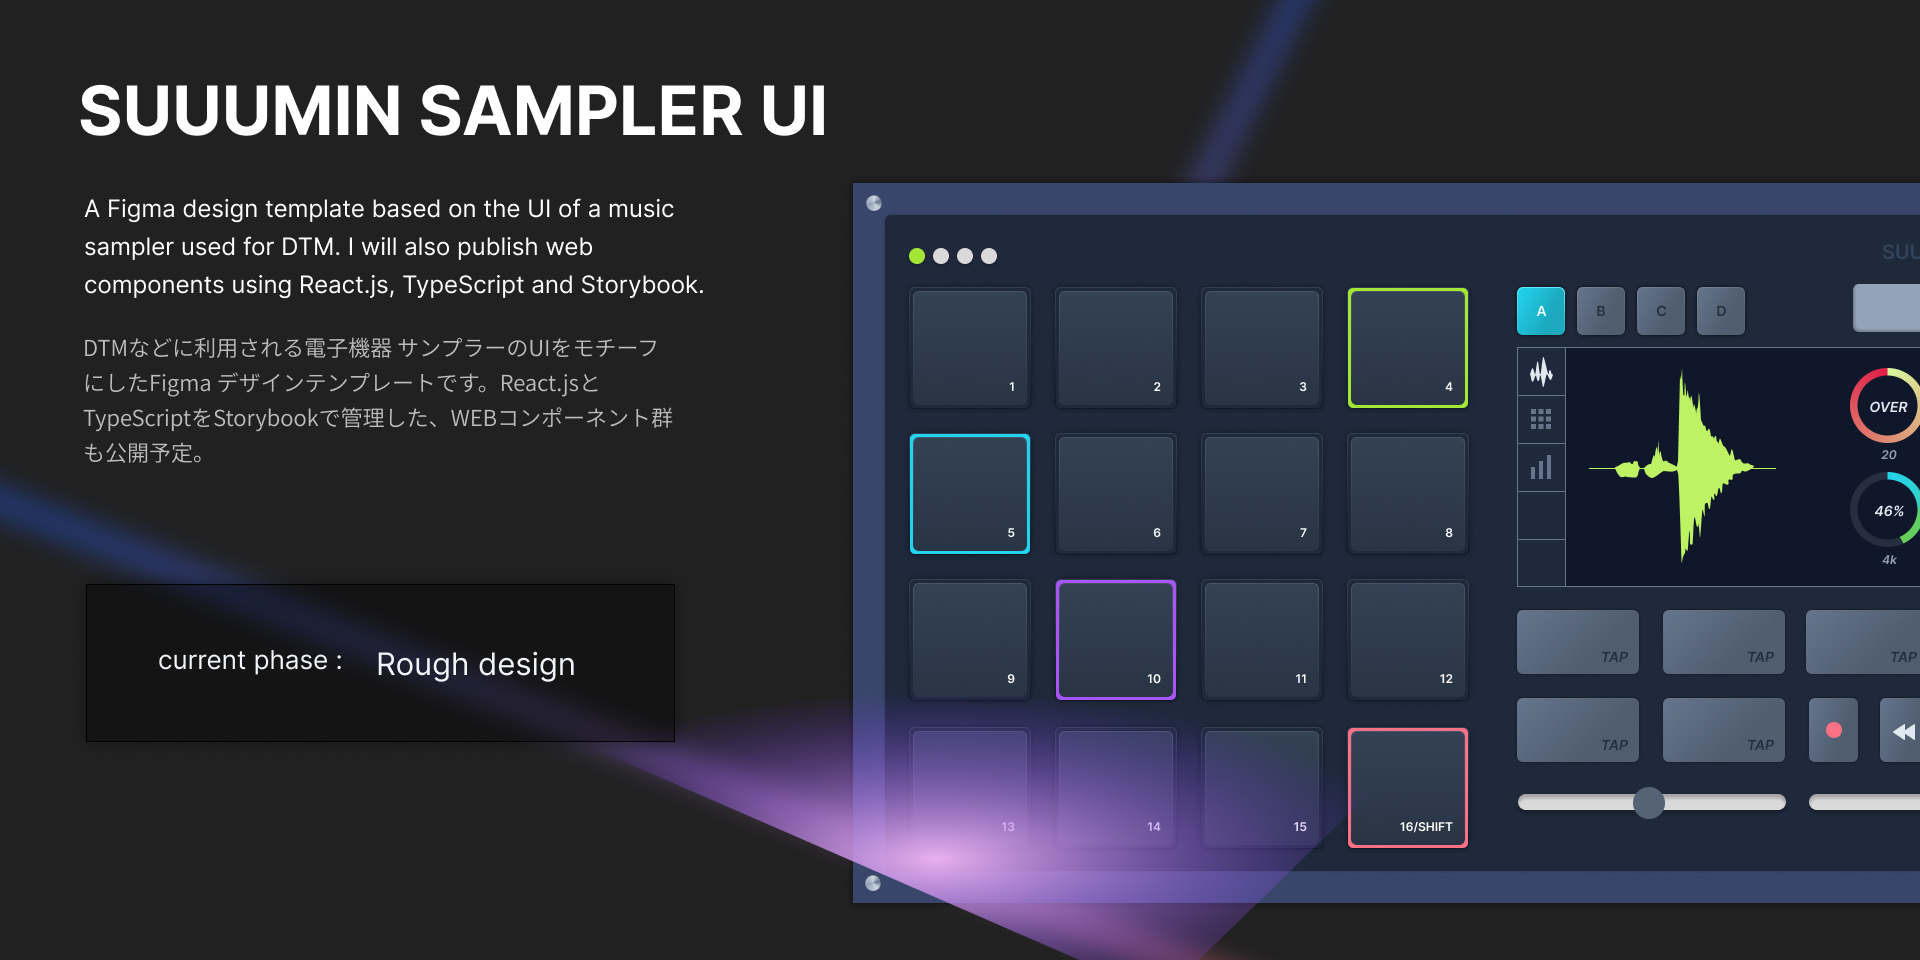 SUUUMIN SAMPLER UI
A Figma design template based on the UI of a music
sampler used for DTM. I will also publish web
components using React.js, TypeScript and Storybook.
DTMなどに利用される電子機器 サンプラーのUIをモチーフ
にしたFigma デザインテンプレートです。React.jsと
TypeScriptをStorybookで管理した、WEBコンポーネント群
も公開予定。
current phase : Rough design
SUU
1 2 3 4
5 6 7 8
9 10 11 12
13 14 15 16/SHIFT
A B C D
OVER
20
46%
4k
TAP TAP TAP
TAP TAP